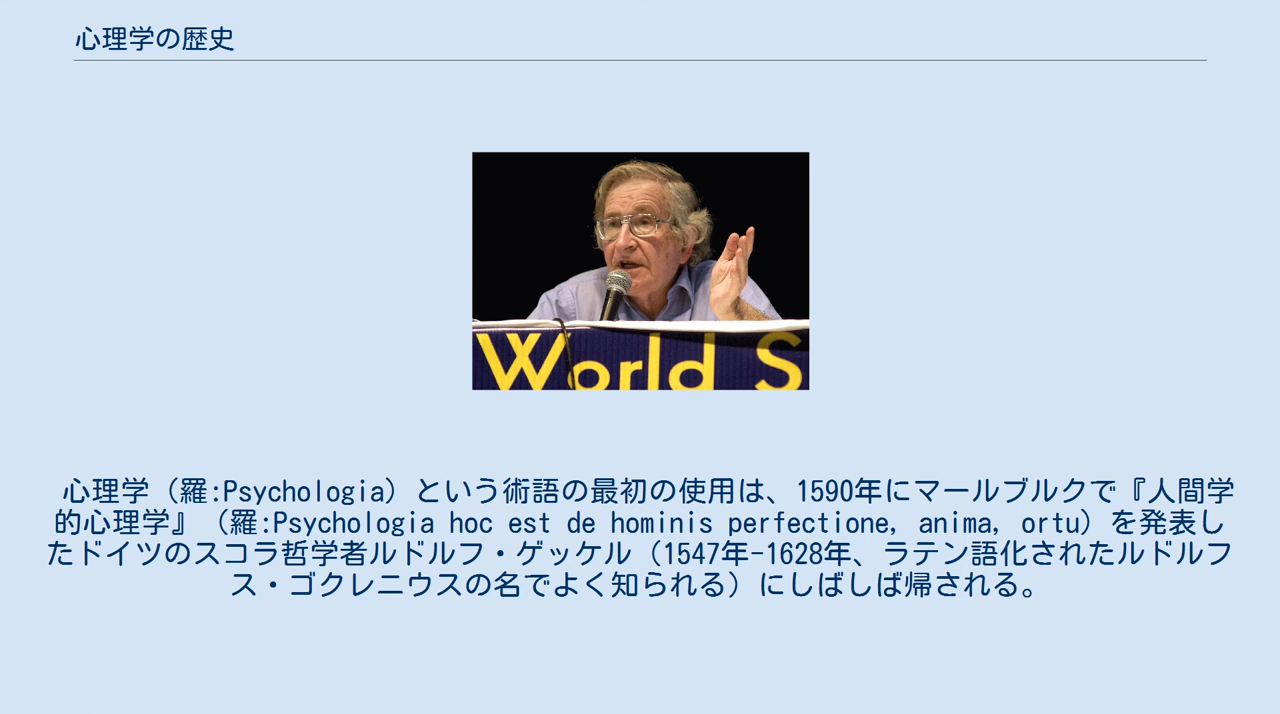 心理学の歴史
World S
心理学（羅:Psychologia）という術語の最初の使用は、1590年にマールブルクで『人間学
的心理学』（羅:Psychologia hoc est de hominis perfectione, anima, ortu）を発表し
たドイツのスコラ哲学者ルドルフ・ゲッケル（1547年-1628年、ラテン語化されたルドルフ
ス・ゴクレニウスの名でよく知られる）にしばしば帰される。